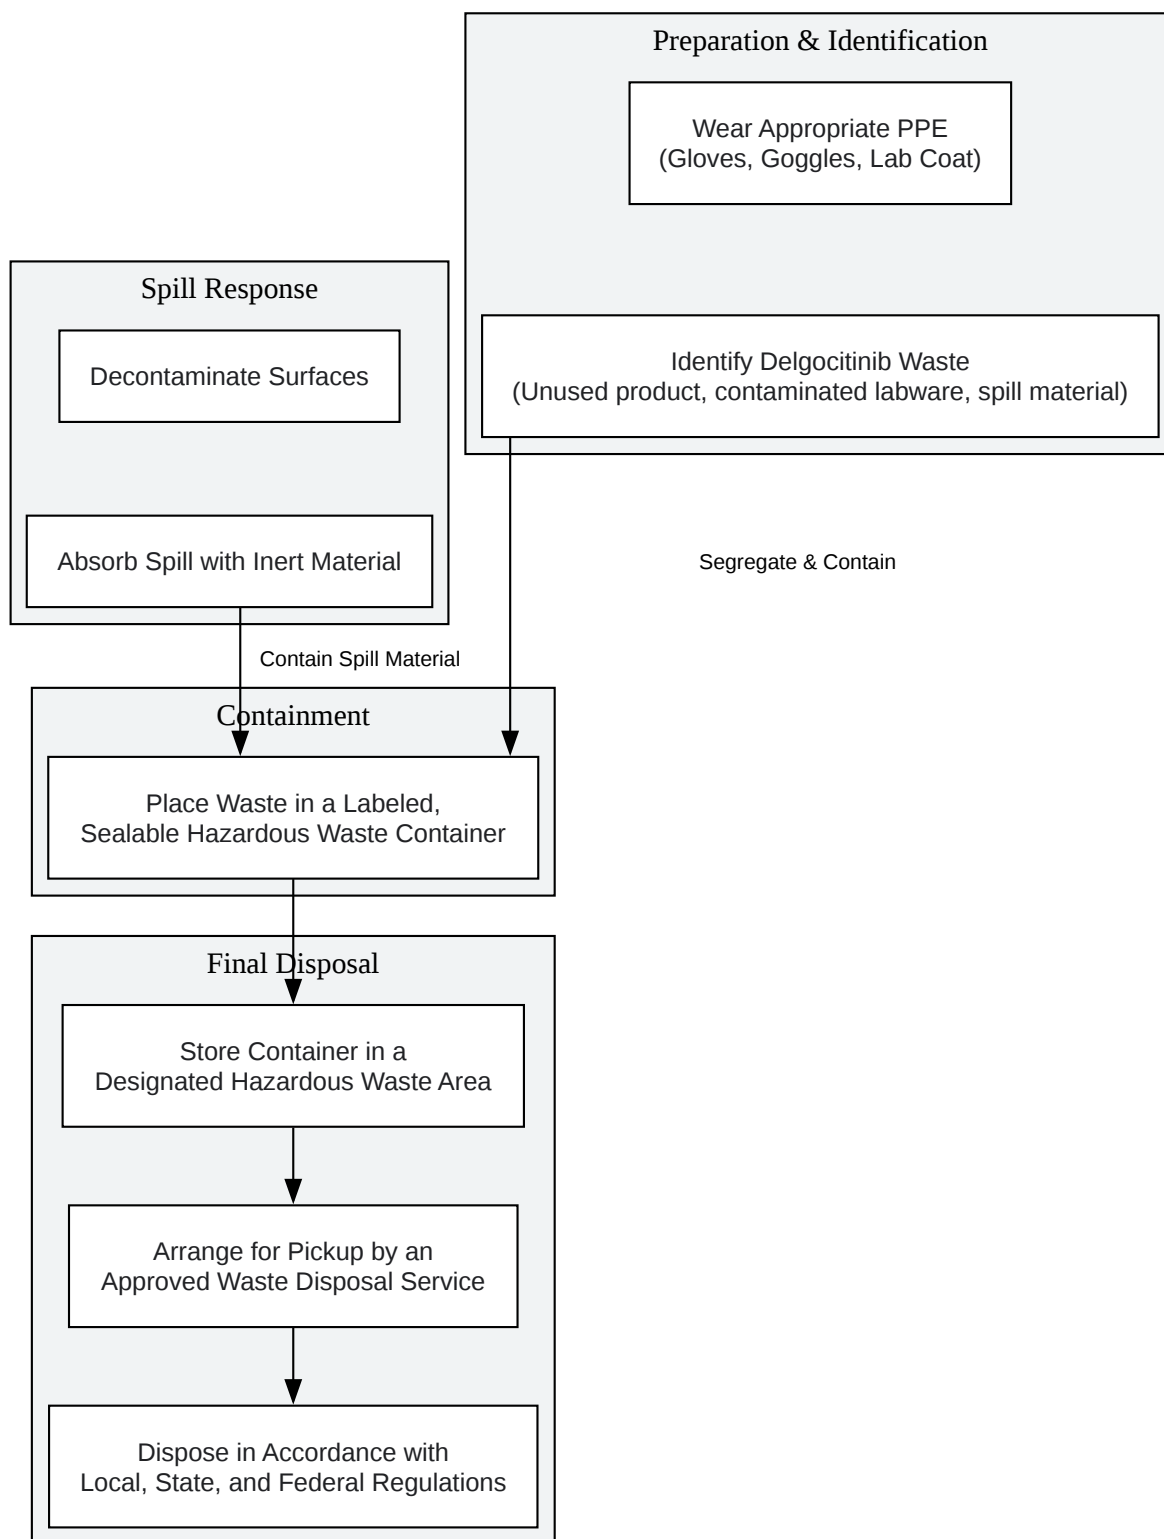 Preparation & Identification
Wear Appropriate PPE
(Gloves, Goggles, Lab Coat)
Identify Delgocitinib Waste
(Unused product, contaminated labware, spill material)
Spill Response
Decontaminate Surfaces
Absorb Spill with Inert Material
Segregate & Contain
Contain Spill Material
Containment
Place Waste in a Labeled,
Sealable Hazardous Waste Container
Final Disposal
Store Container in a
Designated Hazardous Waste Area
Arrange for Pickup by an
Approved Waste Disposal Service
Dispose in Accordance with
Local, State, and Federal Regulations